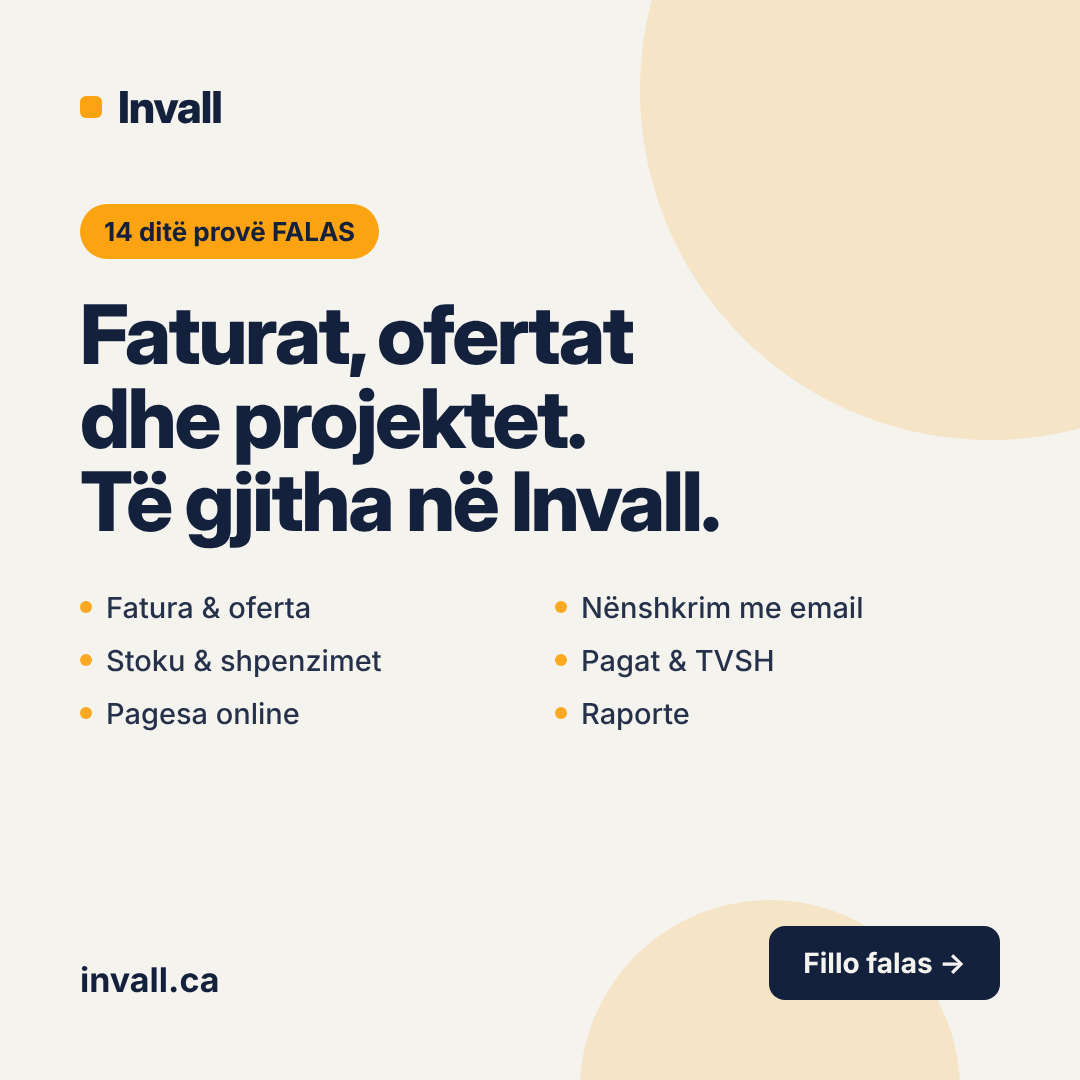 Invall
14 ditë provë FALAS
Faturat, ofertat
dhe projektet.
Të gjitha në Invall.
Fatura & oferta
Nënshkrim me email
Stoku & shpenzimet
Pagat & TVSH
Pagesa online
Raporte
invall.ca
Fillo falas →